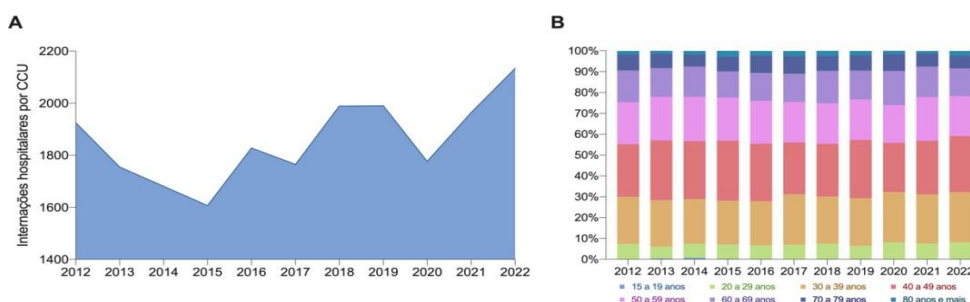 A
B
Internações hospitalares por CCU
2200
2000
1800
1600
1400
2012 2013 2014 2015 2016 2017 2018 2019 2020 2021 2022
100%
90%
80%
70%
60%
50%
40%
30%
20%
10%
0%
2012 2013 2014 2015 2016 2017 2018 2019 2020 2021 2022
15 a 19 anos 20 a 29 anos 30 a 39 anos 40 a 49 anos
50 a 59 anos 60 a 69 anos 70 a 79 anos 80 anos e mais